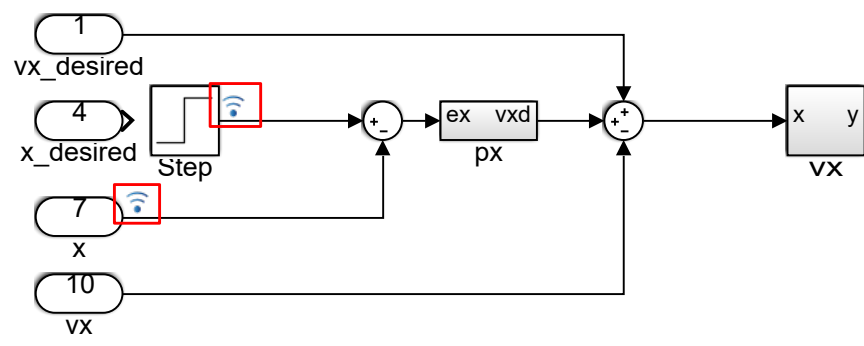 1
vx_desired
4
x_desired
Step
+
−
ex vxd
px
+
+
−
x y
vx
7
x
10
vx